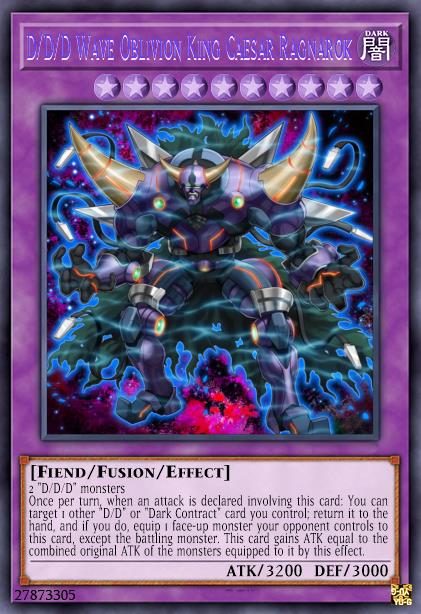 D/D/D Wave Oblivion King Caesar Ragnarok
DARK
闇
[Fiend/Fusion/Effect]
2 "D/D/D" monsters
Once per turn, when an attack is declared involving this card: You can
target 1 other "D/D" or "Dark Contract" card you control; return it to
the hand, and if you do, equip 1 face-up monster your opponent controls to
this card, except the battling monster. This card gains ATK equal to the
combined original ATK of the monsters equipped to it by this effect.
ATK/3200 DEF/3000
27873305